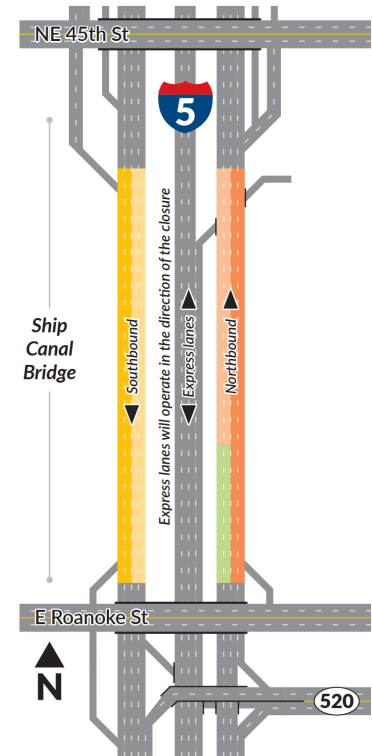 NE 45th St
5
Ship
Canal
Bridge
Southbound
Express lanes will operate in the direction of the closure
Express lanes
Northbound
E Roanoke St
N
520